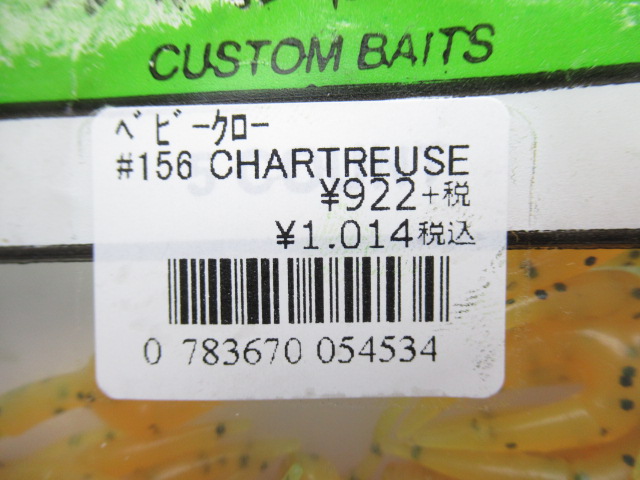 CUSTOM BAITS
ﾍﾞﾋﾞｰｸﾛｰ
#156 CHARTREUSE
¥922+税
¥1.014税込
0 783670 054534